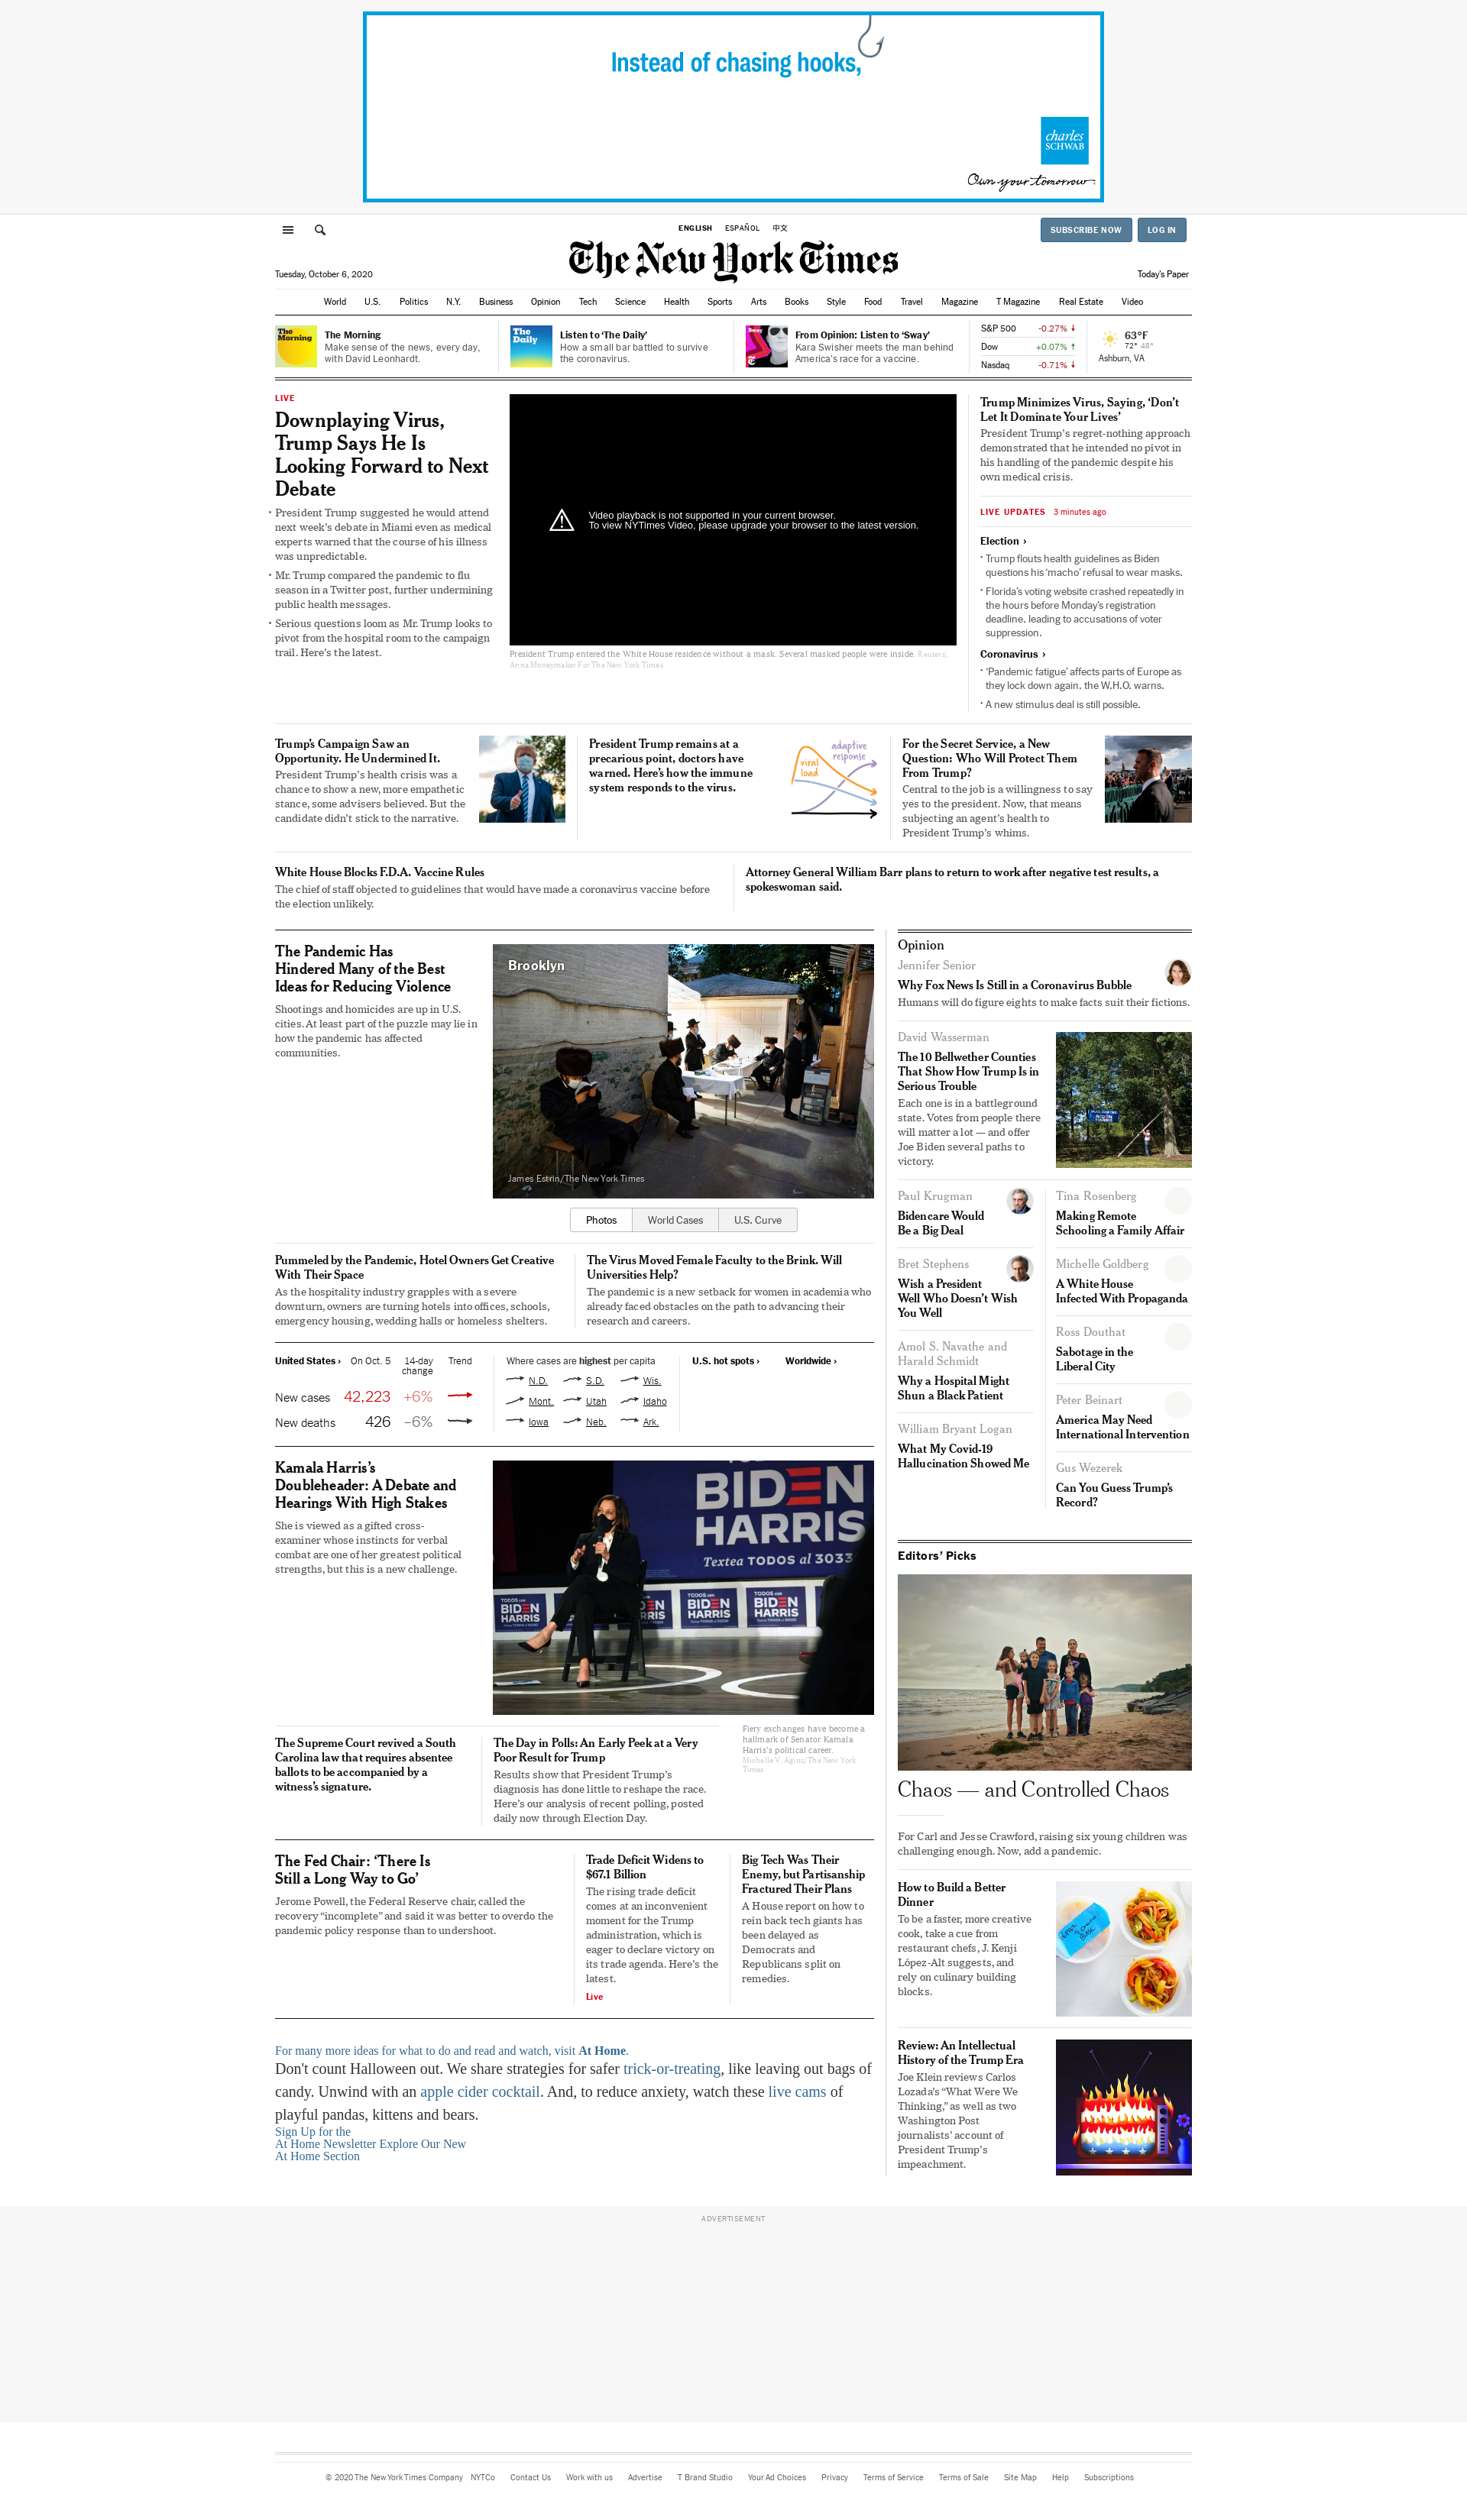 Instead of chasing hooks,
charles
SCHWAB
Own your tomorrow
ENGLISH ESPAÑOL 中文
SUBSCRIBE NOW LOG IN
The New York Times
Tuesday, October 6, 2020
Today's Paper
World U.S. Politics N.Y. Business Opinion Tech Science Health Sports Arts Books Style Food Travel Magazine T Magazine Real Estate Video
The Morning
The Morning
Make sense of the news, every day,
with David Leonhardt.
The Daily
Listen to ‘The Daily’
How a small bar battled to survive
the coronavirus.
Sway
From Opinion: Listen to ‘Sway’
Kara Swisher meets the man behind
America’s race for a vaccine.
S&P 500 -0.27% ↓
Dow +0.07% ↑
Nasdaq -0.71% ↓
63°F
72° 48°
Ashburn, VA
LIVE
Downplaying Virus,
Trump Says He Is
Looking Forward to Next
Debate
• President Trump suggested he would attend
next week’s debate in Miami even as medical
experts warned that the course of his illness
was unpredictable.
• Mr. Trump compared the pandemic to flu
season in a Twitter post, further undermining
public health messages.
• Serious questions loom as Mr. Trump looks to
pivot from the hospital room to the campaign
trail. Here’s the latest.
Video playback is not supported in your current browser.
To view NYTimes Video, please upgrade your browser to the latest version.
President Trump entered the White House residence without a mask. Several masked people were inside. Reuters,
Anna Moneymaker For The New York Times
Trump Minimizes Virus, Saying, ‘Don’t
Let It Dominate Your Lives’
President Trump’s regret-nothing approach
demonstrated that he intended no pivot in
his handling of the pandemic despite his
own medical crisis.
LIVE UPDATES 3 minutes ago
Election ›
• Trump flouts health guidelines as Biden
questions his ‘macho’ refusal to wear masks.
• Florida’s voting website crashed repeatedly in
the hours before Monday’s registration
deadline, leading to accusations of voter
suppression.
Coronavirus ›
• ‘Pandemic fatigue’ affects parts of Europe as
they lock down again, the W.H.O. warns.
• A new stimulus deal is still possible.
Trump’s Campaign Saw an
Opportunity. He Undermined It.
President Trump’s health crisis was a
chance to show a new, more empathetic
stance, some advisers believed. But the
candidate didn’t stick to the narrative.
President Trump remains at a
precarious point, doctors have
warned. Here’s how the immune
system responds to the virus.
adaptive
response
viral
load
For the Secret Service, a New
Question: Who Will Protect Them
From Trump?
Central to the job is a willingness to say
yes to the president. Now, that means
subjecting an agent’s health to
President Trump’s whims.
White House Blocks F.D.A. Vaccine Rules
The chief of staff objected to guidelines that would have made a coronavirus vaccine before
the election unlikely.
Attorney General William Barr plans to return to work after negative test results, a
spokeswoman said.
The Pandemic Has
Hindered Many of the Best
Ideas for Reducing Violence
Shootings and homicides are up in U.S.
cities. At least part of the puzzle may lie in
how the pandemic has affected
communities.
Brooklyn
James Estrin/The New York Times
Photos World Cases U.S. Curve
Pummeled by the Pandemic, Hotel Owners Get Creative
With Their Space
As the hospitality industry grapples with a severe
downturn, owners are turning hotels into offices, schools,
emergency housing, wedding halls or homeless shelters.
The Virus Moved Female Faculty to the Brink. Will
Universities Help?
The pandemic is a new setback for women in academia who
already faced obstacles on the path to advancing their
research and careers.
United States › On Oct. 5 14-day
change Trend
New cases 42,223 +6%
New deaths 426 –6%
Where cases are highest per capita
N.D. S.D. Wis.
Mont. Utah Idaho
Iowa Neb. Ark.
U.S. hot spots › Worldwide ›
Kamala Harris’s
Doubleheader: A Debate and
Hearings With High Stakes
She is viewed as a gifted cross-
examiner whose instincts for verbal
combat are one of her greatest political
strengths, but this is a new challenge.
BIDEN
HARRIS
Textea TODOS al 30330
TODOS.COM
BIDEN
HARRIS
BIDEN
HARRIS
BIDEN
HARRIS
Fiery exchanges have become a
hallmark of Senator Kamala
Harris’s political career.
Michelle V. Agins/The New York
Times
The Supreme Court revived a South
Carolina law that requires absentee
ballots to be accompanied by a
witness’s signature.
The Day in Polls: An Early Peek at a Very
Poor Result for Trump
Results show that President Trump’s
diagnosis has done little to reshape the race.
Here’s our analysis of recent polling, posted
daily now through Election Day.
The Fed Chair: ‘There Is
Still a Long Way to Go’
Jerome Powell, the Federal Reserve chair, called the
recovery “incomplete” and said it was better to overdo the
pandemic policy response than to undershoot.
Trade Deficit Widens to
$67.1 Billion
The rising trade deficit
comes at an inconvenient
moment for the Trump
administration, which is
eager to declare victory on
its trade agenda. Here’s the
latest.
Live
Big Tech Was Their
Enemy, but Partisanship
Fractured Their Plans
A House report on how to
rein back tech giants has
been delayed as
Democrats and
Republicans split on
remedies.
For many more ideas for what to do and read and watch, visit At Home.
Don't count Halloween out. We share strategies for safer trick-or-treating, like leaving out bags of
candy. Unwind with an apple cider cocktail. And, to reduce anxiety, watch these live cams of
playful pandas, kittens and bears.
Sign Up for the
At Home Newsletter Explore Our New
At Home Section
Opinion
Jennifer Senior
Why Fox News Is Still in a Coronavirus Bubble
Humans will do figure eights to make facts suit their fictions.
David Wasserman
The 10 Bellwether Counties
That Show How Trump Is in
Serious Trouble
Each one is in a battleground
state. Votes from people there
will matter a lot — and offer
Joe Biden several paths to
victory.
Paul Krugman
Bidencare Would
Be a Big Deal
Bret Stephens
Wish a President
Well Who Doesn’t Wish
You Well
Amol S. Navathe and
Harald Schmidt
Why a Hospital Might
Shun a Black Patient
William Bryant Logan
What My Covid-19
Hallucination Showed Me
Tina Rosenberg
Making Remote
Schooling a Family Affair
Michelle Goldberg
A White House
Infected With Propaganda
Ross Douthat
Sabotage in the
Liberal City
Peter Beinart
America May Need
International Intervention
Gus Wezerek
Can You Guess Trump’s
Record?
Editors’ Picks
Chaos — and Controlled Chaos
For Carl and Jesse Crawford, raising six young children was
challenging enough. Now, add a pandemic.
How to Build a Better
Dinner
To be a faster, more creative
cook, take a cue from
restaurant chefs, J. Kenji
López-Alt suggests, and
rely on culinary building
blocks.
Review: An Intellectual
History of the Trump Era
Joe Klein reviews Carlos
Lozada’s “What Were We
Thinking,” as well as two
Washington Post
journalists’ account of
President Trump’s
impeachment.
ADVERTISEMENT
© 2020 The New York Times Company NYTCo Contact Us Work with us Advertise T Brand Studio Your Ad Choices Privacy Terms of Service Terms of Sale Site Map Help Subscriptions